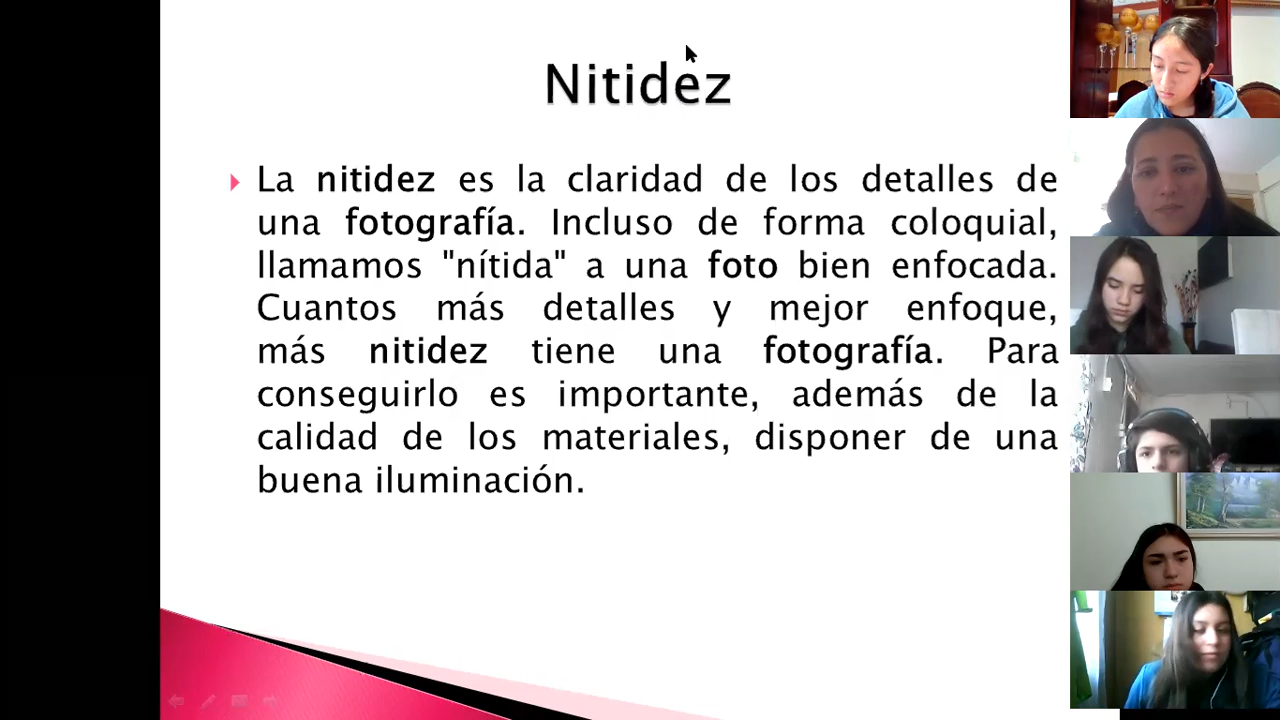 Nitidez
La nitidez es la claridad de los detalles de
una fotografía. Incluso de forma coloquial,
llamamos "nítida" a una foto bien enfocada.
Cuantos más detalles y mejor enfoque,
más nitidez tiene una fotografía. Para
conseguirlo es importante, además de la
calidad de los materiales, disponer de una
buena iluminación.